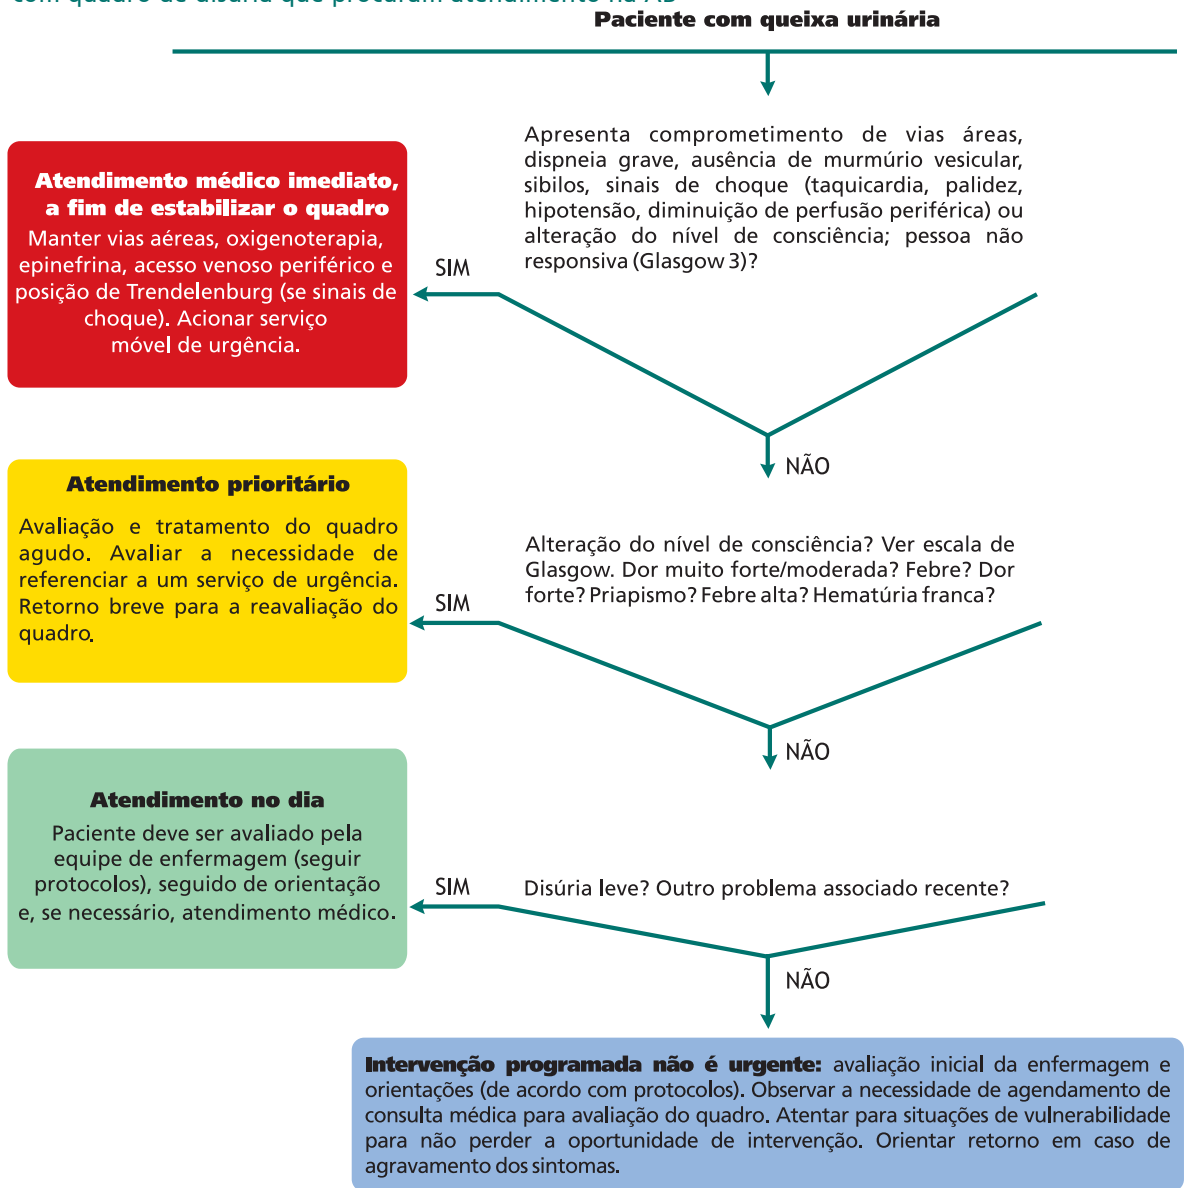 com quadro de disúria que procuram atendimento na AB
Paciente com queixa urinária
Apresenta comprometimento de vias áreas,
dispneia grave, ausência de murmúrio vesicular,
sibilos, sinais de choque (taquicardia, palidez,
hipotensão, diminuição de perfusão periférica) ou
alteração do nível de consciência; pessoa não
responsiva (Glasgow 3)?
SIM
Atendimento médico imediato,
a fim de estabilizar o quadro
Manter vias aéreas, oxigenoterapia,
epinefrina, acesso venoso periférico e
posição de Trendelenburg (se sinais de
choque). Acionar serviço
móvel de urgência.
NÃO
Alteração do nível de consciência? Ver escala de
Glasgow. Dor muito forte/moderada? Febre? Dor
forte? Priapismo? Febre alta? Hematúria franca?
SIM
Atendimento prioritário
Avaliação e tratamento do quadro
agudo. Avaliar a necessidade de
referenciar a um serviço de urgência.
Retorno breve para a reavaliação do
quadro.
NÃO
Disúria leve? Outro problema associado recente?
SIM
Atendimento no dia
Paciente deve ser avaliado pela
equipe de enfermagem (seguir
protocolos), seguido de orientação
e, se necessário, atendimento médico.
NÃO
Intervenção programada não é urgente: avaliação inicial da enfermagem e
orientações (de acordo com protocolos). Observar a necessidade de agendamento de
consulta médica para avaliação do quadro. Atentar para situações de vulnerabilidade
para não perder a oportunidade de intervenção. Orientar retorno em caso de
agravamento dos sintomas.